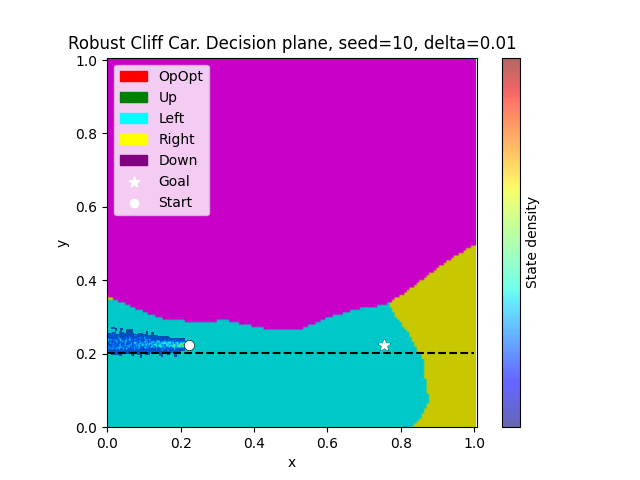 Robust Cliff Car. Decision plane, seed=10, delta=0.01
1.0
0.8
0.6
0.4
0.2
0.0
y
OpOpt
Up
Left
Right
Down
Goal
Start
0.0 0.2 0.4 0.6 0.8 1.0
x
State density